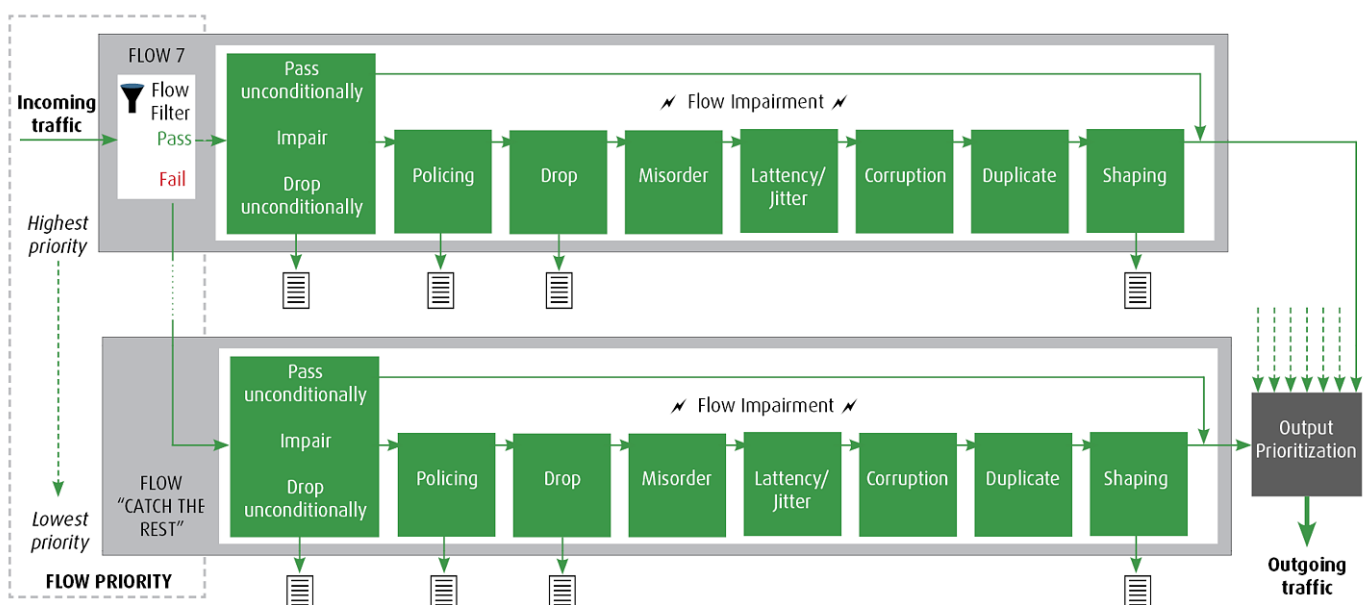 FLOW 7
Flow
Filter
Pass
Fail
Incoming
traffic
Pass
unconditionally
Impair
Drop
unconditionally
Flow Impairment
Policing
Drop
Misorder
Lattency/
Jitter
Corruption
Duplicate
Shaping
Highest
priority
Lowest
priority
FLOW PRIORITY
FLOW
“CATCH THE
REST”
Pass
unconditionally
Impair
Drop
unconditionally
Flow Impairment
Policing
Drop
Misorder
Lattency/
Jitter
Corruption
Duplicate
Shaping
Output
Prioritization
Outgoing
traffic